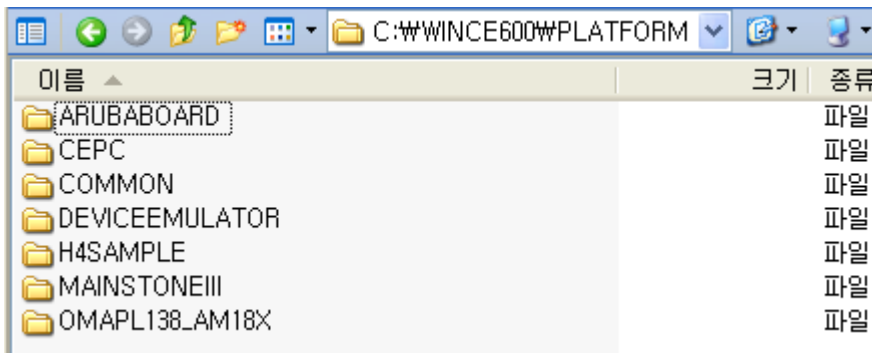 C:₩WINCE600₩PLATFORM
이름 크기 종류
ARUBABOARD 파일
CEPC 파일
COMMON 파일
DEVICEEMULATOR 파일
H4SAMPLE 파일
MAINSTONEIII 파일
OMAPL138_AM18X 파일